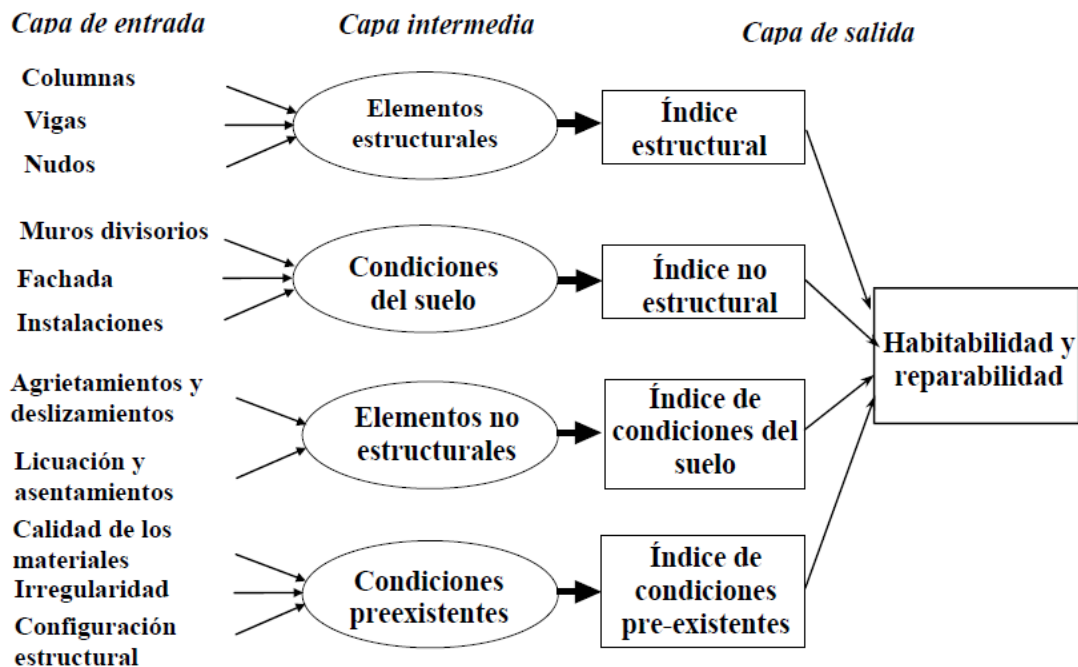 Capa de entrada
Capa intermedia
Capa de salida
Columnas
Vigas
Nudos
Elementos
estructurales
Índice
estructural
Muros divisorios
Fachada
Instalaciones
Condiciones
del suelo
Índice no
estructural
Agrietamientos y
deslizamientos
Licuación y
asentamientos
Elementos no
estructurales
Índice de
condiciones del
suelo
Calidad de los
materiales
Irregularidad
Configuración
estructural
Condiciones
preexistentes
Índice de
condiciones
pre-existentes
Habitabilidad y
reparabilidad